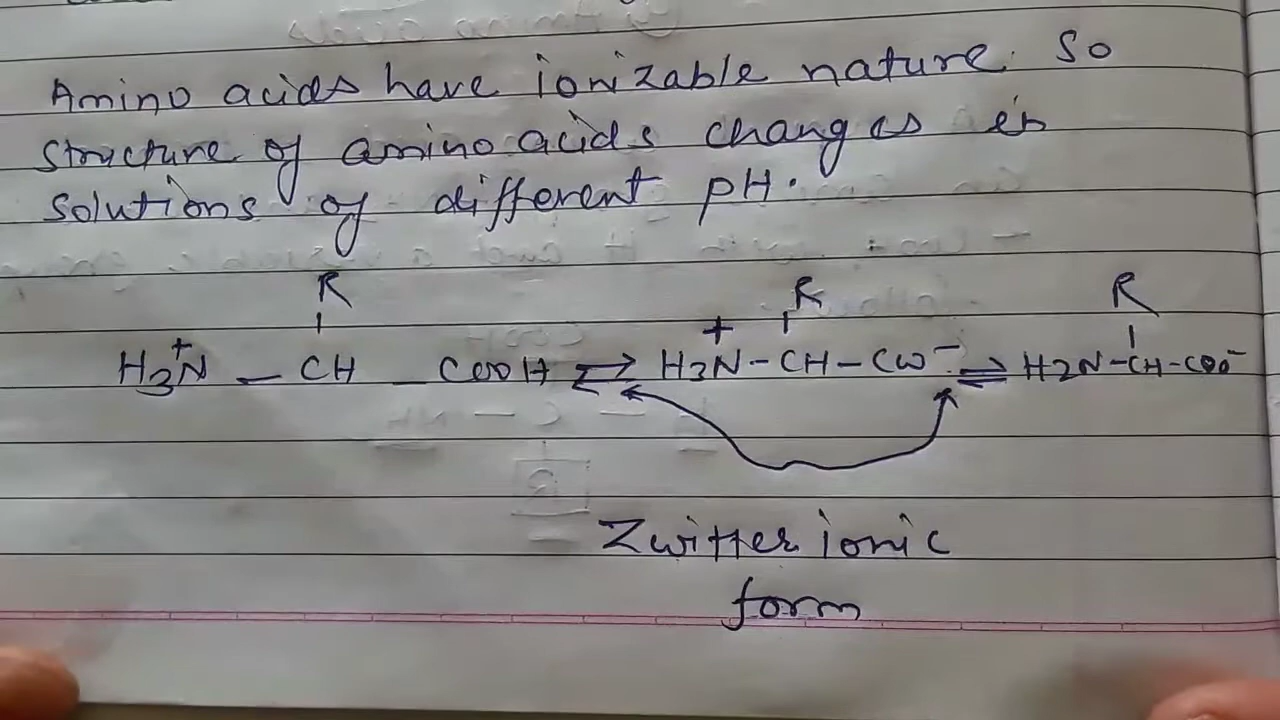 Amino acids have ionizable nature. So
structure of amino acids changes in
solutions of different pH.
R R R
H3N+ – CH – COOH ⇌ H3N+ – CH – COO– ⇌ H2N – CH – COO–
Zwitter ionic
form